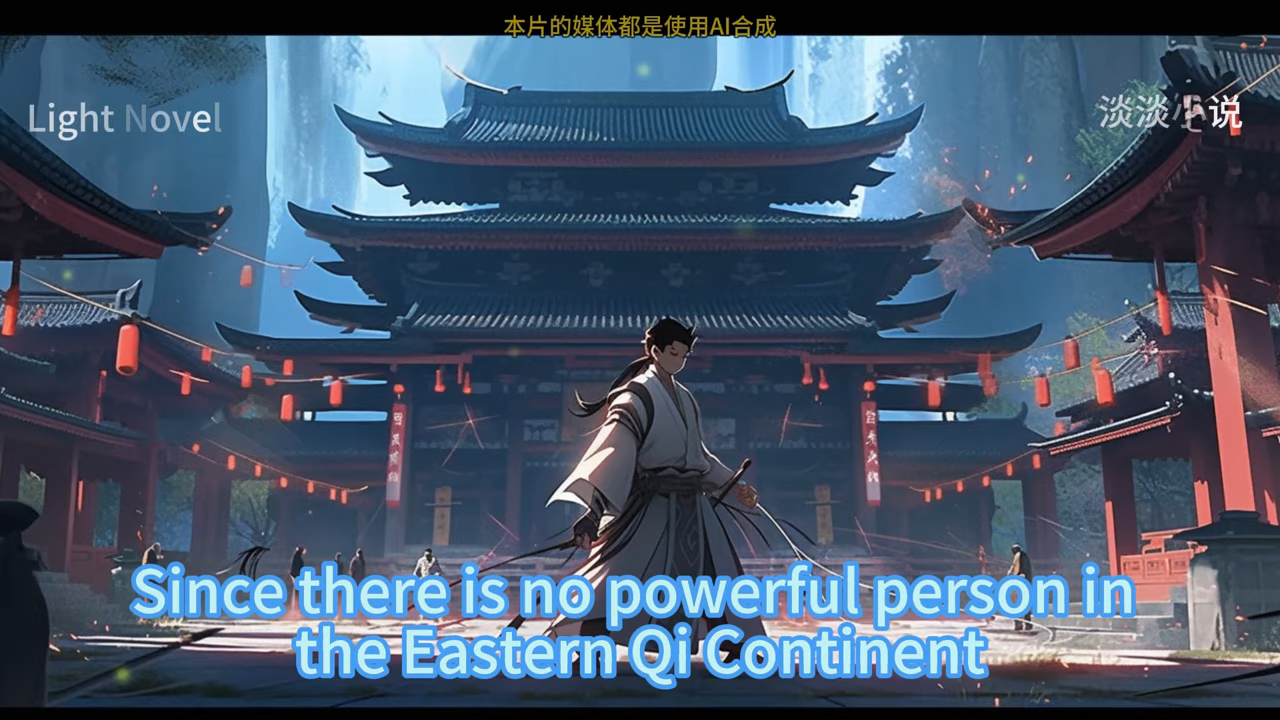 本片的媒体都是使用AI合成
Light Novel
淡淡小说
Since there is no powerful person in
the Eastern Qi Continent